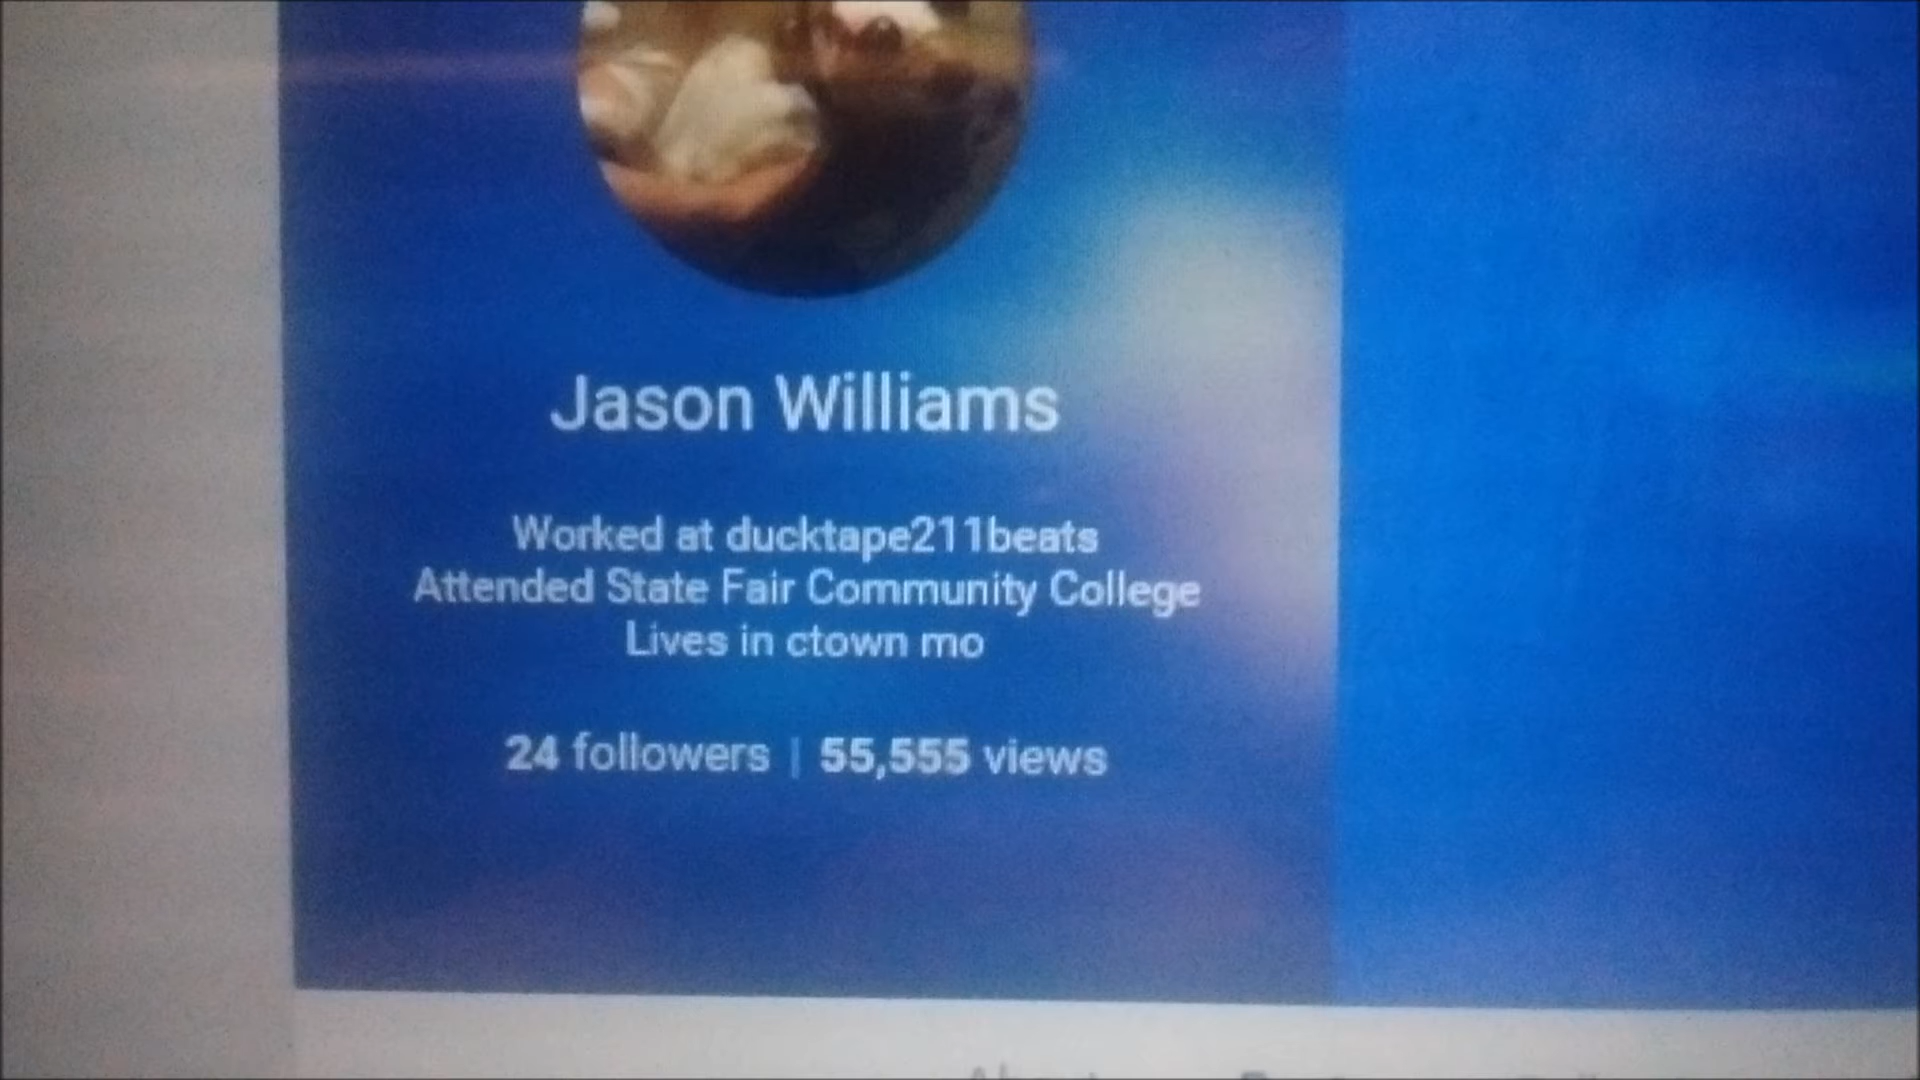 Jason Williams
Worked at ducktape211beats
Attended State Fair Community College
Lives in ctown mo
24 followers | 55,555 views